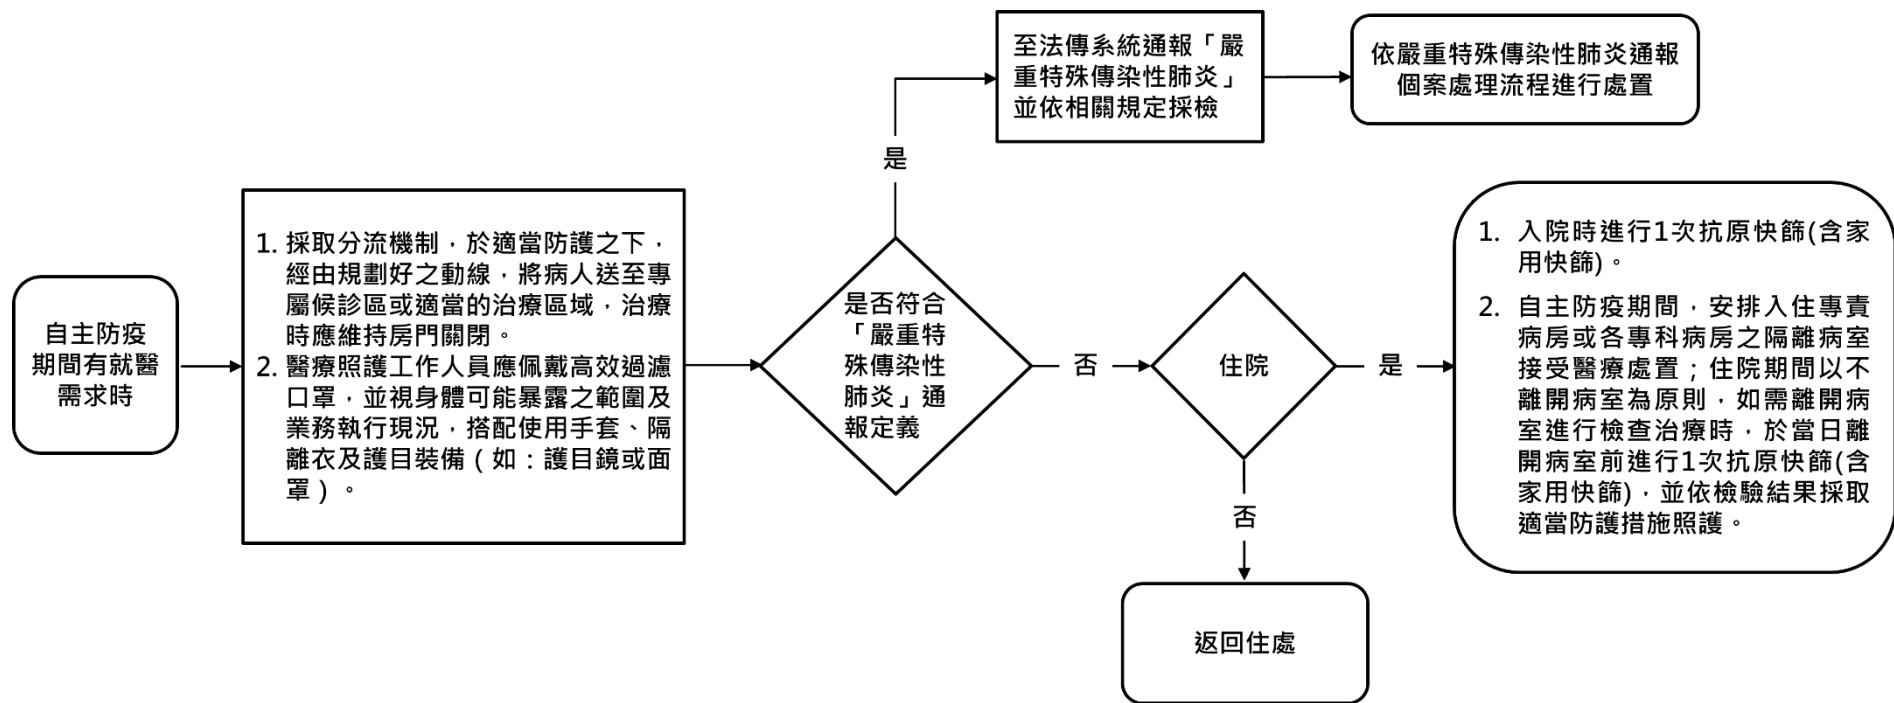 自主防疫
期間有就醫
需求時
1. 採取分流機制，於適當防護之下，
經由規劃好之動線，將病人送至專
屬候診區或適當的治療區域，治療
時應維持房門關閉。
2. 醫療照護工作人員應佩戴高效過濾
口罩，並視身體可能暴露之範圍及
業務執行現況，搭配使用手套、隔
離衣及護目裝備（如：護目鏡或面
罩）。
是否符合
「嚴重特
殊傳染性
肺炎」通
報定義
是
至法傳系統通報「嚴
重特殊傳染性肺炎」
並依相關規定採檢
依嚴重特殊傳染性肺炎通報
個案處理流程進行處置
否
住院
是
1. 入院時進行1次抗原快篩(含家
用快篩)。
2. 自主防疫期間，安排入住專責
病房或各專科病房之隔離病室
接受醫療處置；住院期間以不
離開病室為原則，如需離開病
室進行檢查治療時，於當日離
開病室前進行1次抗原快篩(含
家用快篩)，並依檢驗結果採取
適當防護措施照護。
否
返回住處